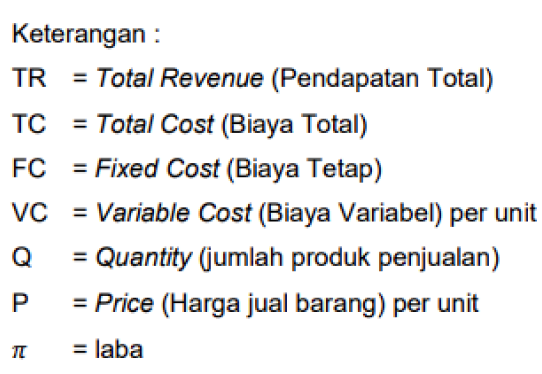 Keterangan :
TR = Total Revenue (Pendapatan Total)
TC = Total Cost (Biaya Total)
FC = Fixed Cost (Biaya Tetap)
VC = Variable Cost (Biaya Variabel) per unit
Q = Quantity (jumlah produk penjualan)
P = Price (Harga jual barang) per unit
π = laba